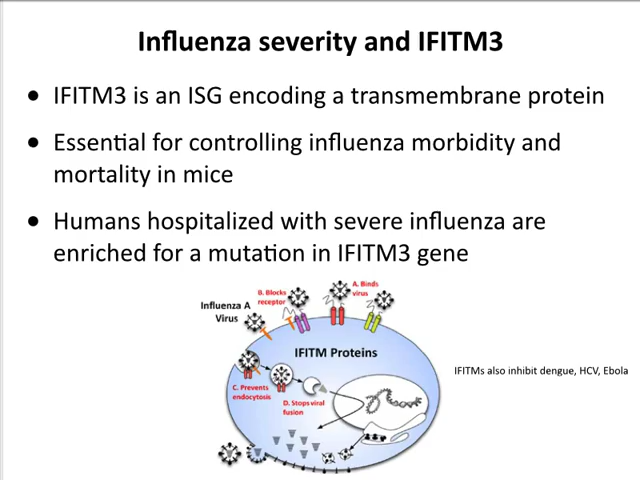 Influenza severity and IFITM3
• IFITM3 is an ISG encoding a transmembrane protein
• Essential for controlling influenza morbidity and
mortality in mice
• Humans hospitalized with severe influenza are
enriched for a mutation in IFITM3 gene
Influenza A
Virus
B. Blocks
receptor
A. Binds
virus
IFITM Proteins
C. Prevents
endocytosis
D. Stops viral
fusion
IFITMs also inhibit dengue, HCV, Ebola